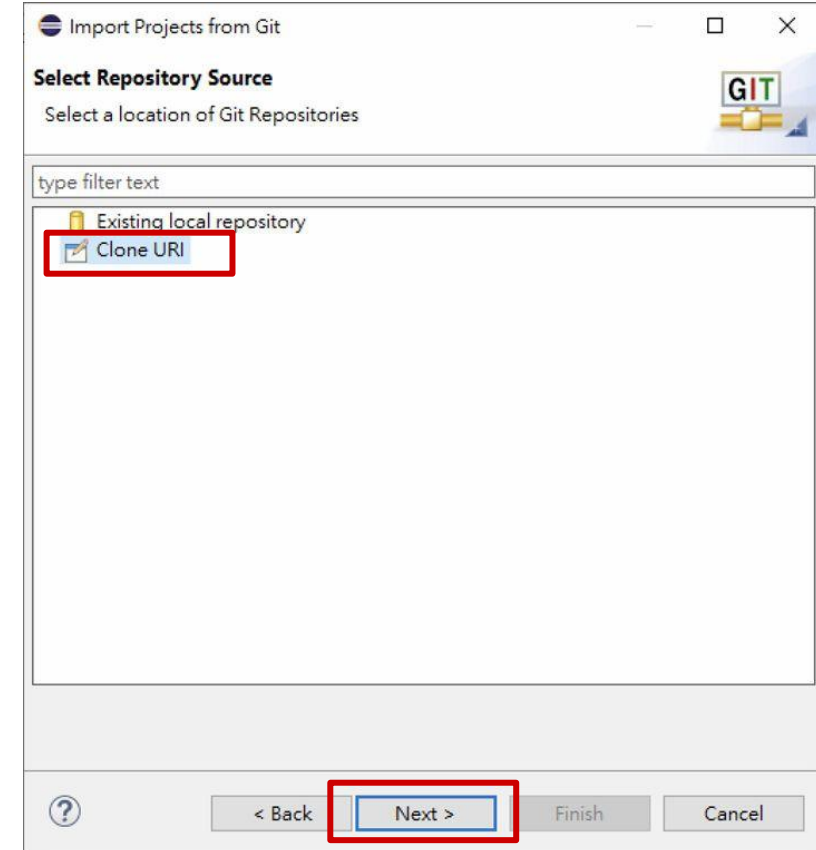 Import Projects from Git
Select Repository Source
Select a location of Git Repositories
GIT
type filter text
Existing local repository
Clone URI
?
< Back
Next >
Finish
Cancel